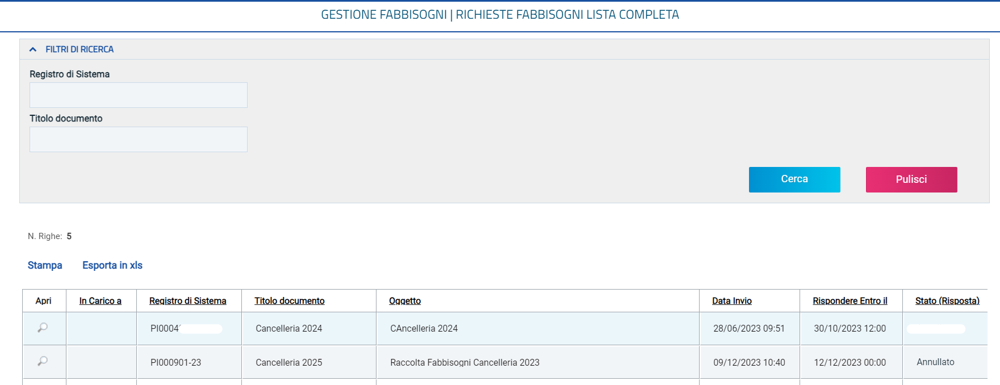 GESTIONE FABBISOGNI | RICHIESTE FABBISOGNI LISTA COMPLETA
FILTRI DI RICERCA
Registro di Sistema
Titolo documento
Cerca Pulisci
N. Righe: 5
Stampa Esporta in xls
Apri In Carico a Registro di Sistema Titolo documento Oggetto Data Invio Rispondere Entro il Stato (Risposta)
Cancelleria 2024 CAncelleria 2024 28/06/2023 09:51 30/10/2023 12:00
PI000901-23 Cancelleria 2025 Raccolta Fabbisogni Cancelleria 2023 09/12/2023 10:40 12/12/2023 00:00 Annullato